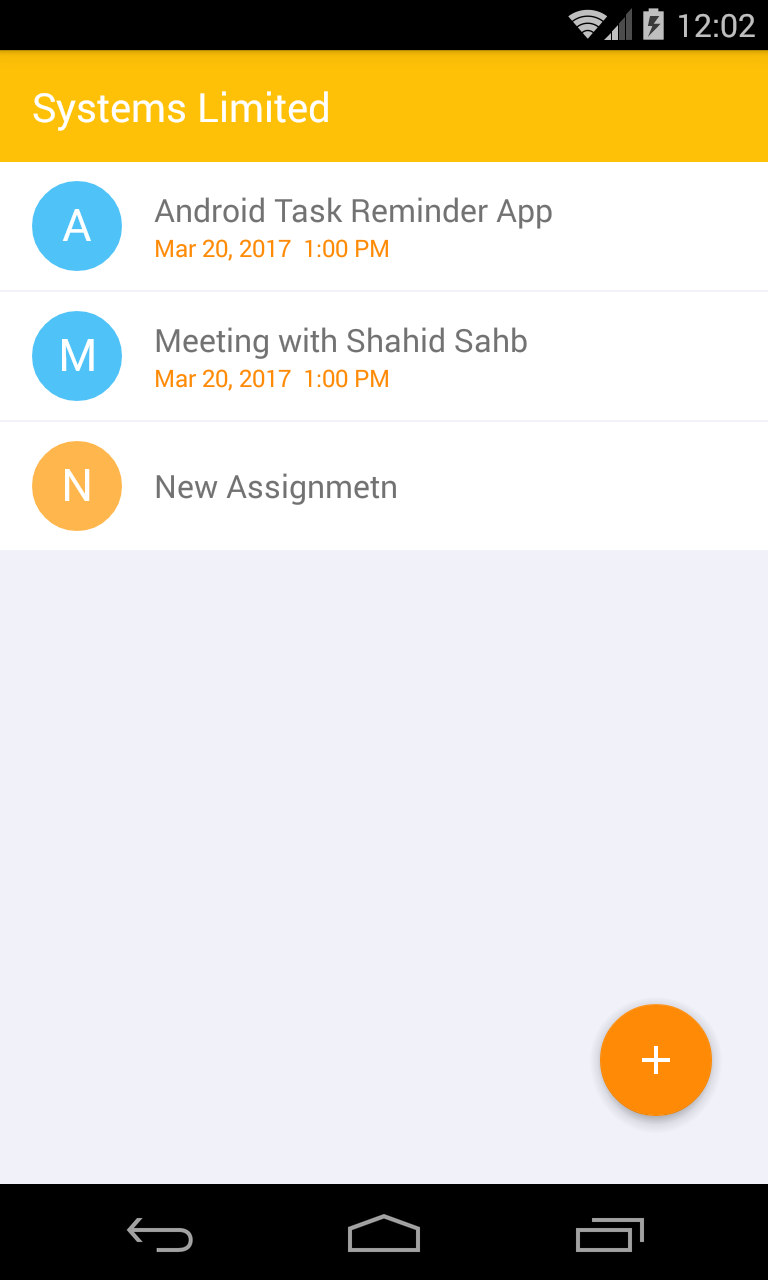 12:02
Systems Limited
A
Android Task Reminder App
Mar 20, 2017 1:00 PM
M
Meeting with Shahid Sahb
Mar 20, 2017 1:00 PM
N
New Assignmetn
+